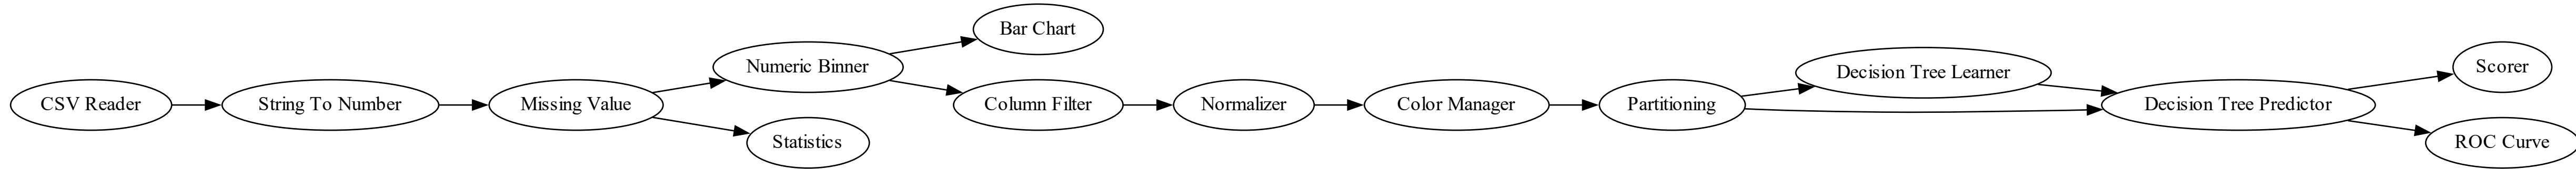 CSV Reader
String To Number
Missing Value
Numeric Binner
Statistics
Bar Chart
Column Filter
Normalizer
Color Manager
Partitioning
Decision Tree Learner
Decision Tree Predictor
Scorer
ROC Curve